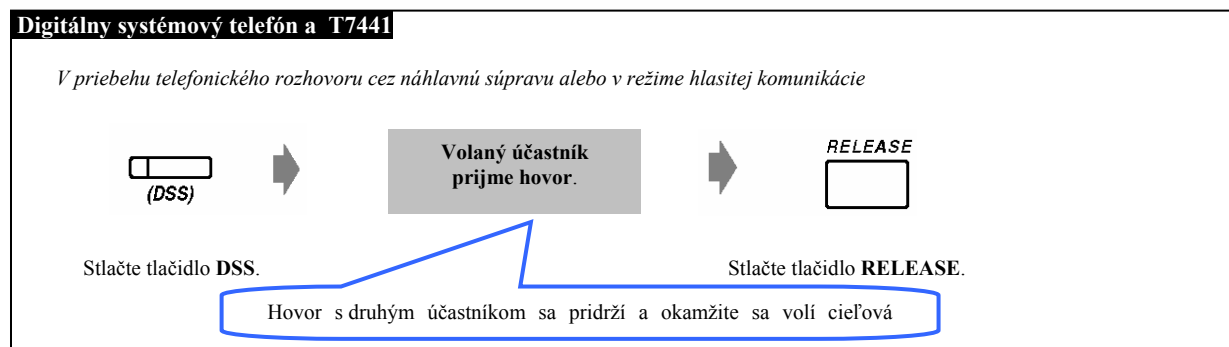 Digitálny systémový telefón a T7441
V priebehu telefonického rozhovoru cez náhlavnú súpravu alebo v režime hlasitej komunikácie
(DSS)
Volaný účastník
prijme hovor.
RELEASE
Stlačte tlačidlo DSS.
Stlačte tlačidlo RELEASE.
Hovor s druhým účastníkom sa pridrží a okamžite sa volí cieľová